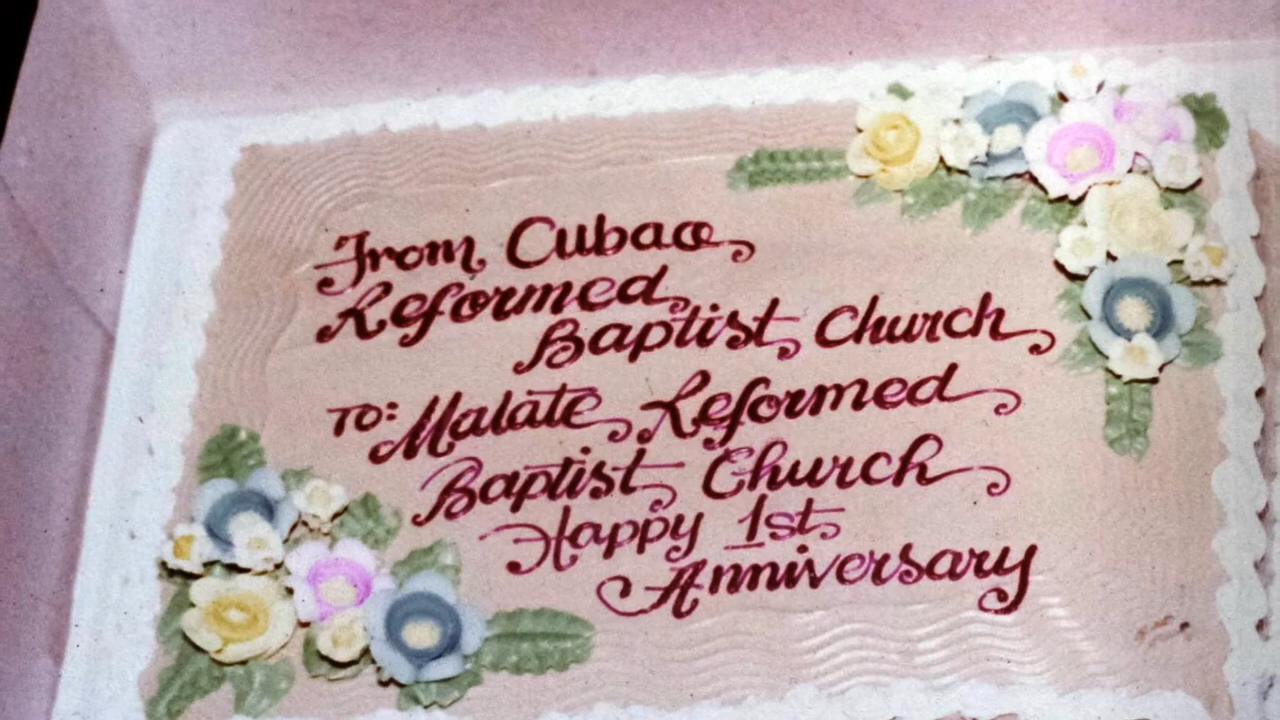 From Cubao
Reformed
Baptist Church
To: Malate Reformed
Baptist Church
Happy 1st
Anniversary